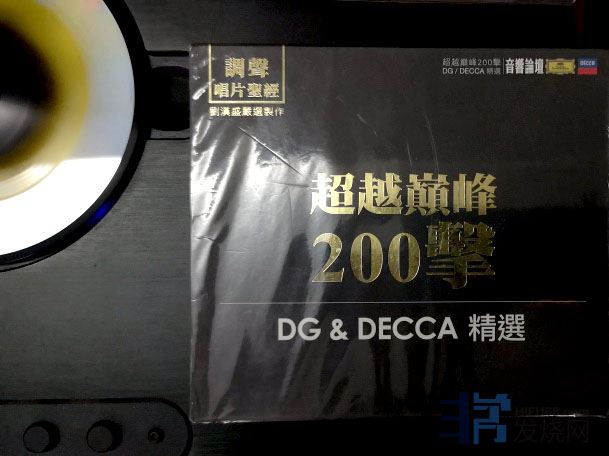 調聲
唱片聖經
劉漢盛嚴選製作
超越巔峰200擊
DG / DECCA 精選
音響論壇
DECCA
超越巔峰
200擊
DG & DECCA 精選
发烧网